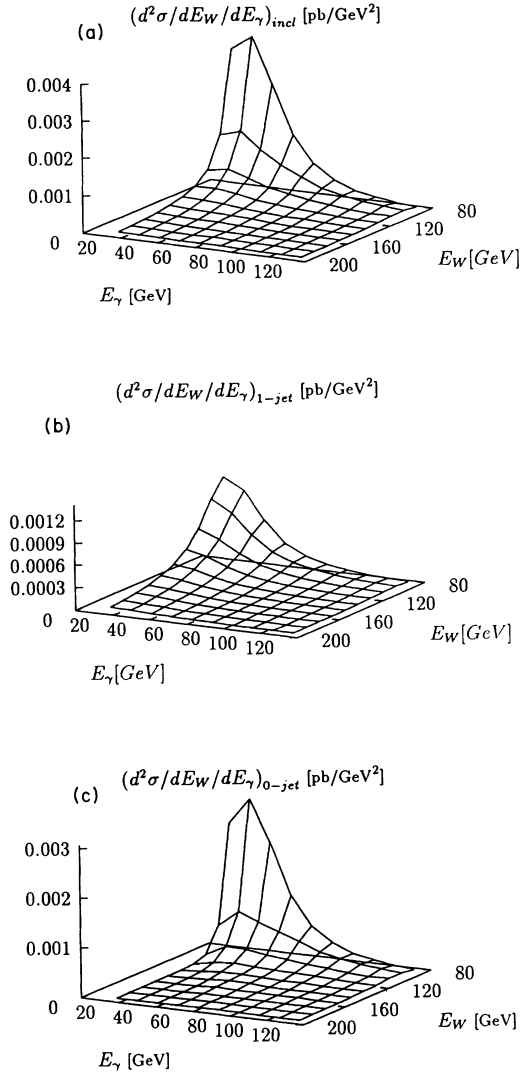 (a) (d²σ/dE_W/dE_γ)_incl [pb/GeV²]
0.004
0.003
0.002
0.001
0
20 40 60 80 100 120
200 160 120 80
E_γ [GeV]
E_W[GeV]
(b) (d²σ/dE_W/dE_γ)_1−jet [pb/GeV²]
0.0012
0.0009
0.0006
0.0003
0
20 40 60 80 100 120
200 160 120 80
E_γ[GeV]
E_W[GeV]
(c) (d²σ/dE_W/dE_γ)_0−jet [pb/GeV²]
0.003
0.002
0.001
0
20 40 60 80 100 120
200 160 120 80
E_γ [GeV]
E_W [GeV]